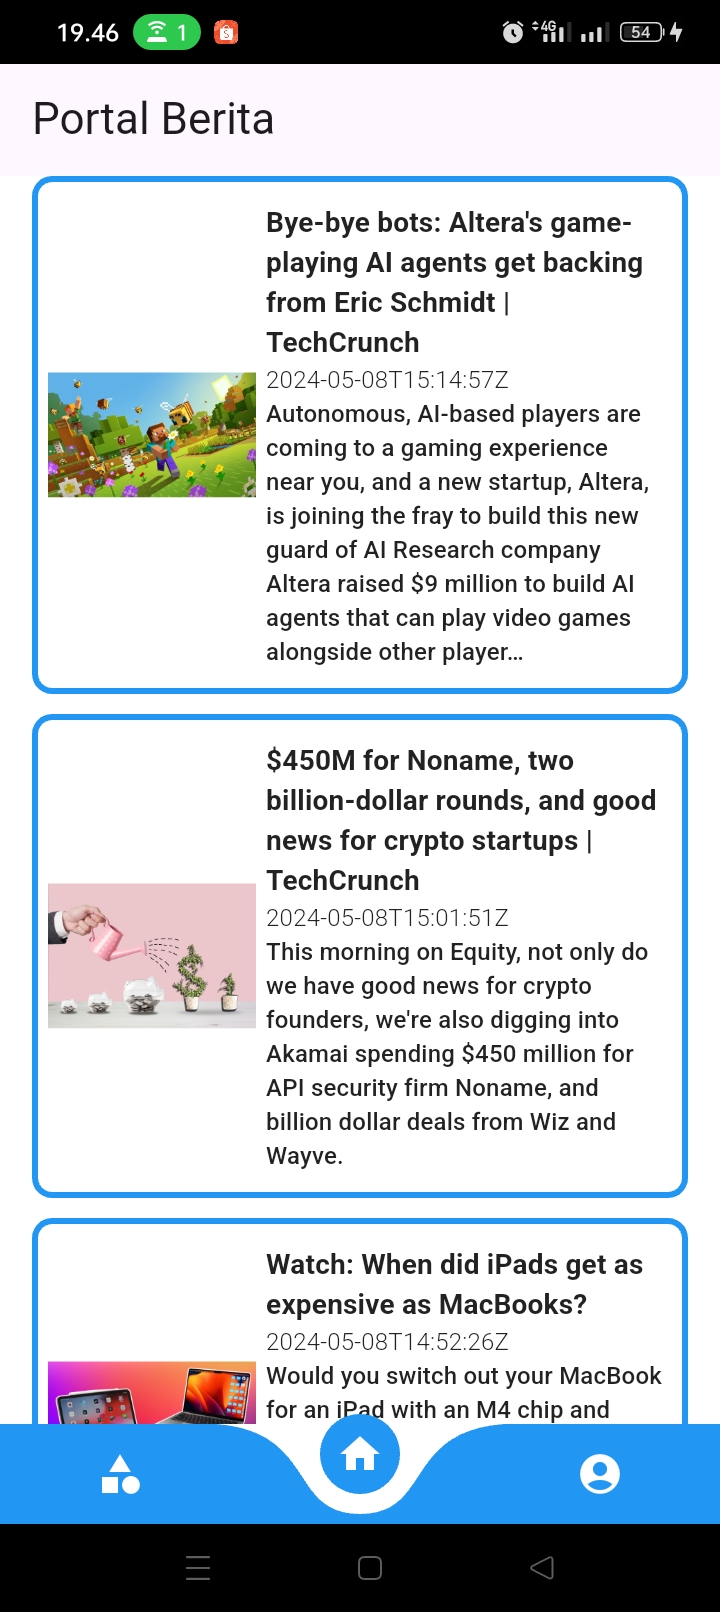 19.46
1
4G
54
Portal Berita
Bye-bye bots: Altera's game-
playing AI agents get backing
from Eric Schmidt |
TechCrunch
2024-05-08T15:14:57Z
Autonomous, AI-based players are
coming to a gaming experience
near you, and a new startup, Altera,
is joining the fray to build this new
guard of AI Research company
Altera raised $9 million to build AI
agents that can play video games
alongside other player…
$450M for Noname, two
billion-dollar rounds, and good
news for crypto startups |
TechCrunch
2024-05-08T15:01:51Z
This morning on Equity, not only do
we have good news for crypto
founders, we're also digging into
Akamai spending $450 million for
API security firm Noname, and
billion dollar deals from Wiz and
Wayve.
Watch: When did iPads get as
expensive as MacBooks?
2024-05-08T14:52:26Z
Would you switch out your MacBook
for an iPad with an M4 chip and